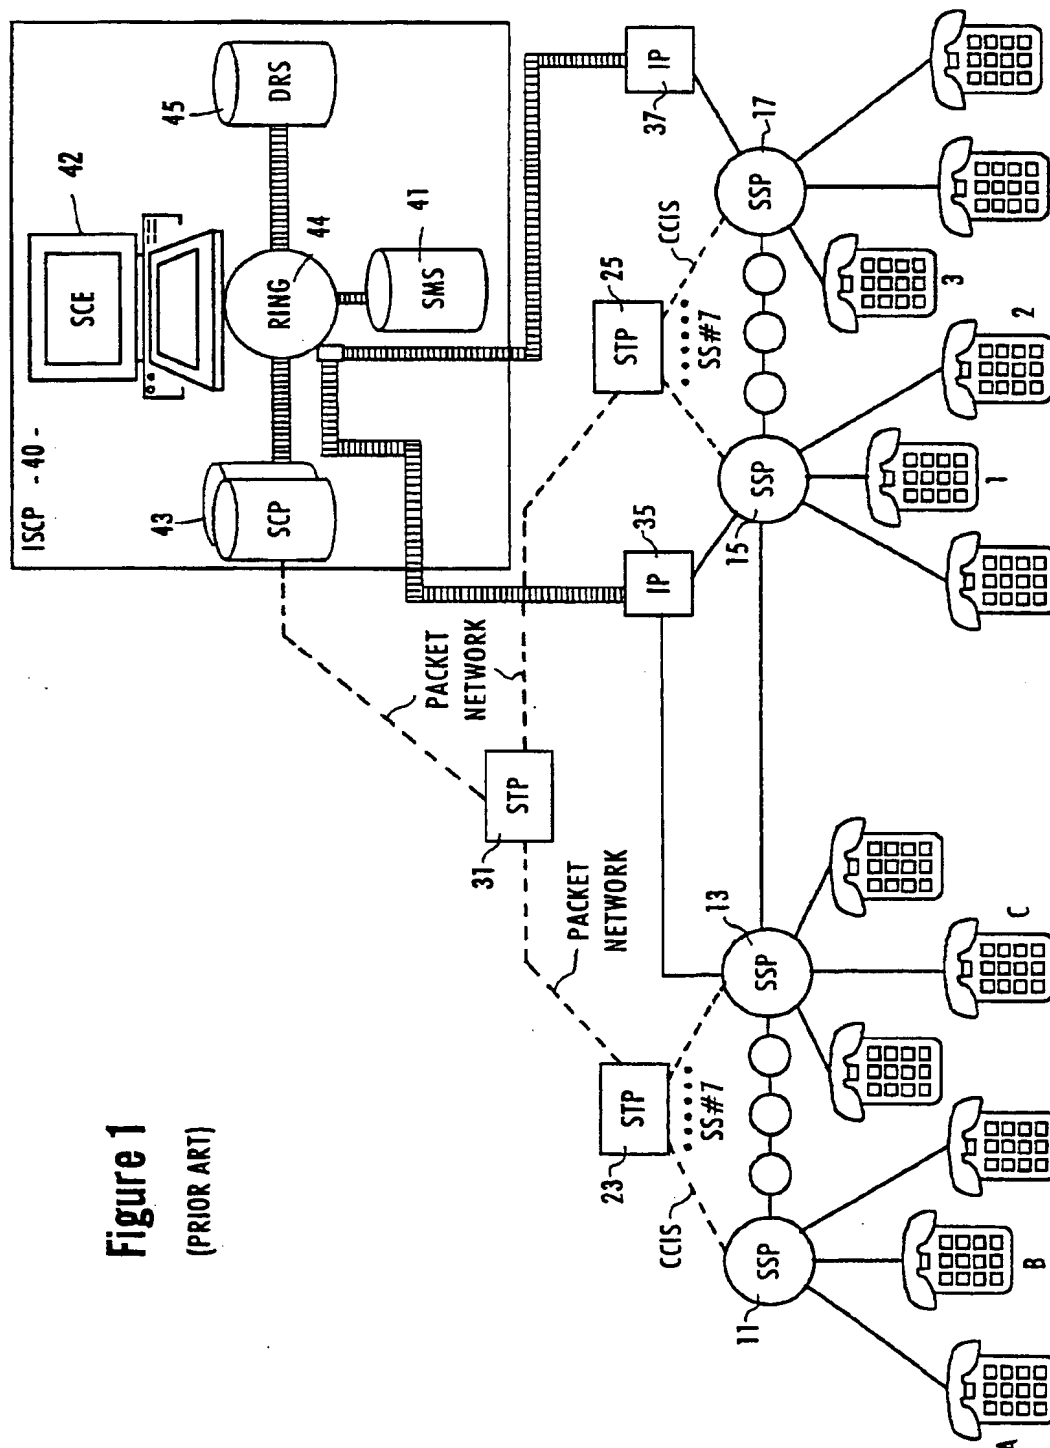 Figure 1
(PRIOR ART)
ISCP - 40 -
42
SCE
43
SCP
RING
44
45
DRS
SMS
41
PACKET
NETWORK
31
STP
PACKET
NETWORK
23
STP
CCIS
SS#7
STP
25
SS#7
CCIS
IP
35
IP
37
11
SSP
13
SSP
15
SSP
SSP
17
A
B
C
1
2
3